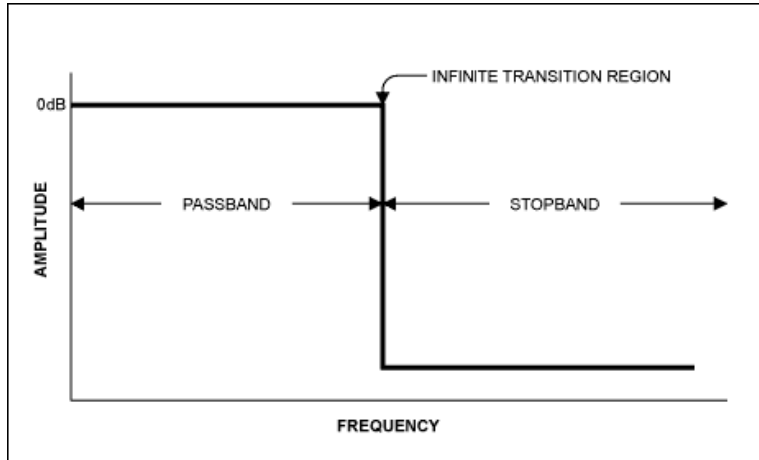 INFINITE TRANSITION REGION
0dB
PASSBAND
STOPBAND
AMPLITUDE
FREQUENCY